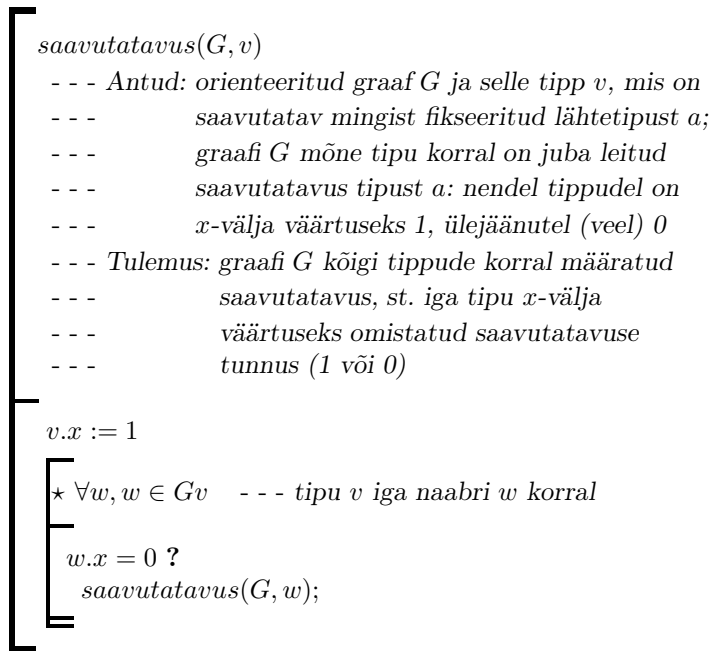 saavutatavus(G, v)
- - - Antud: orienteeritud graaf G ja selle tipp v, mis on
- - - saavutatav mingist fikseeritud lähtetipust a;
- - - graafi G mõne tipu korral on juba leitud
- - - saavutatavus tipust a: nendel tippudel on
- - - x-välja väärtuseks 1, ülejäänutel (veel) 0
- - - Tulemus: graafi G kõigi tippude korral määratud
- - - saavutatavus, st. iga tipu x-välja
- - - väärtuseks omistatud saavutatavuse
- - - tunnus (1 või 0)
v.x := 1
⋆ ∀w, w ∈ Gv - - - tipu v iga naabri w korral
w.x = 0 ?
saavutatavus(G, w);